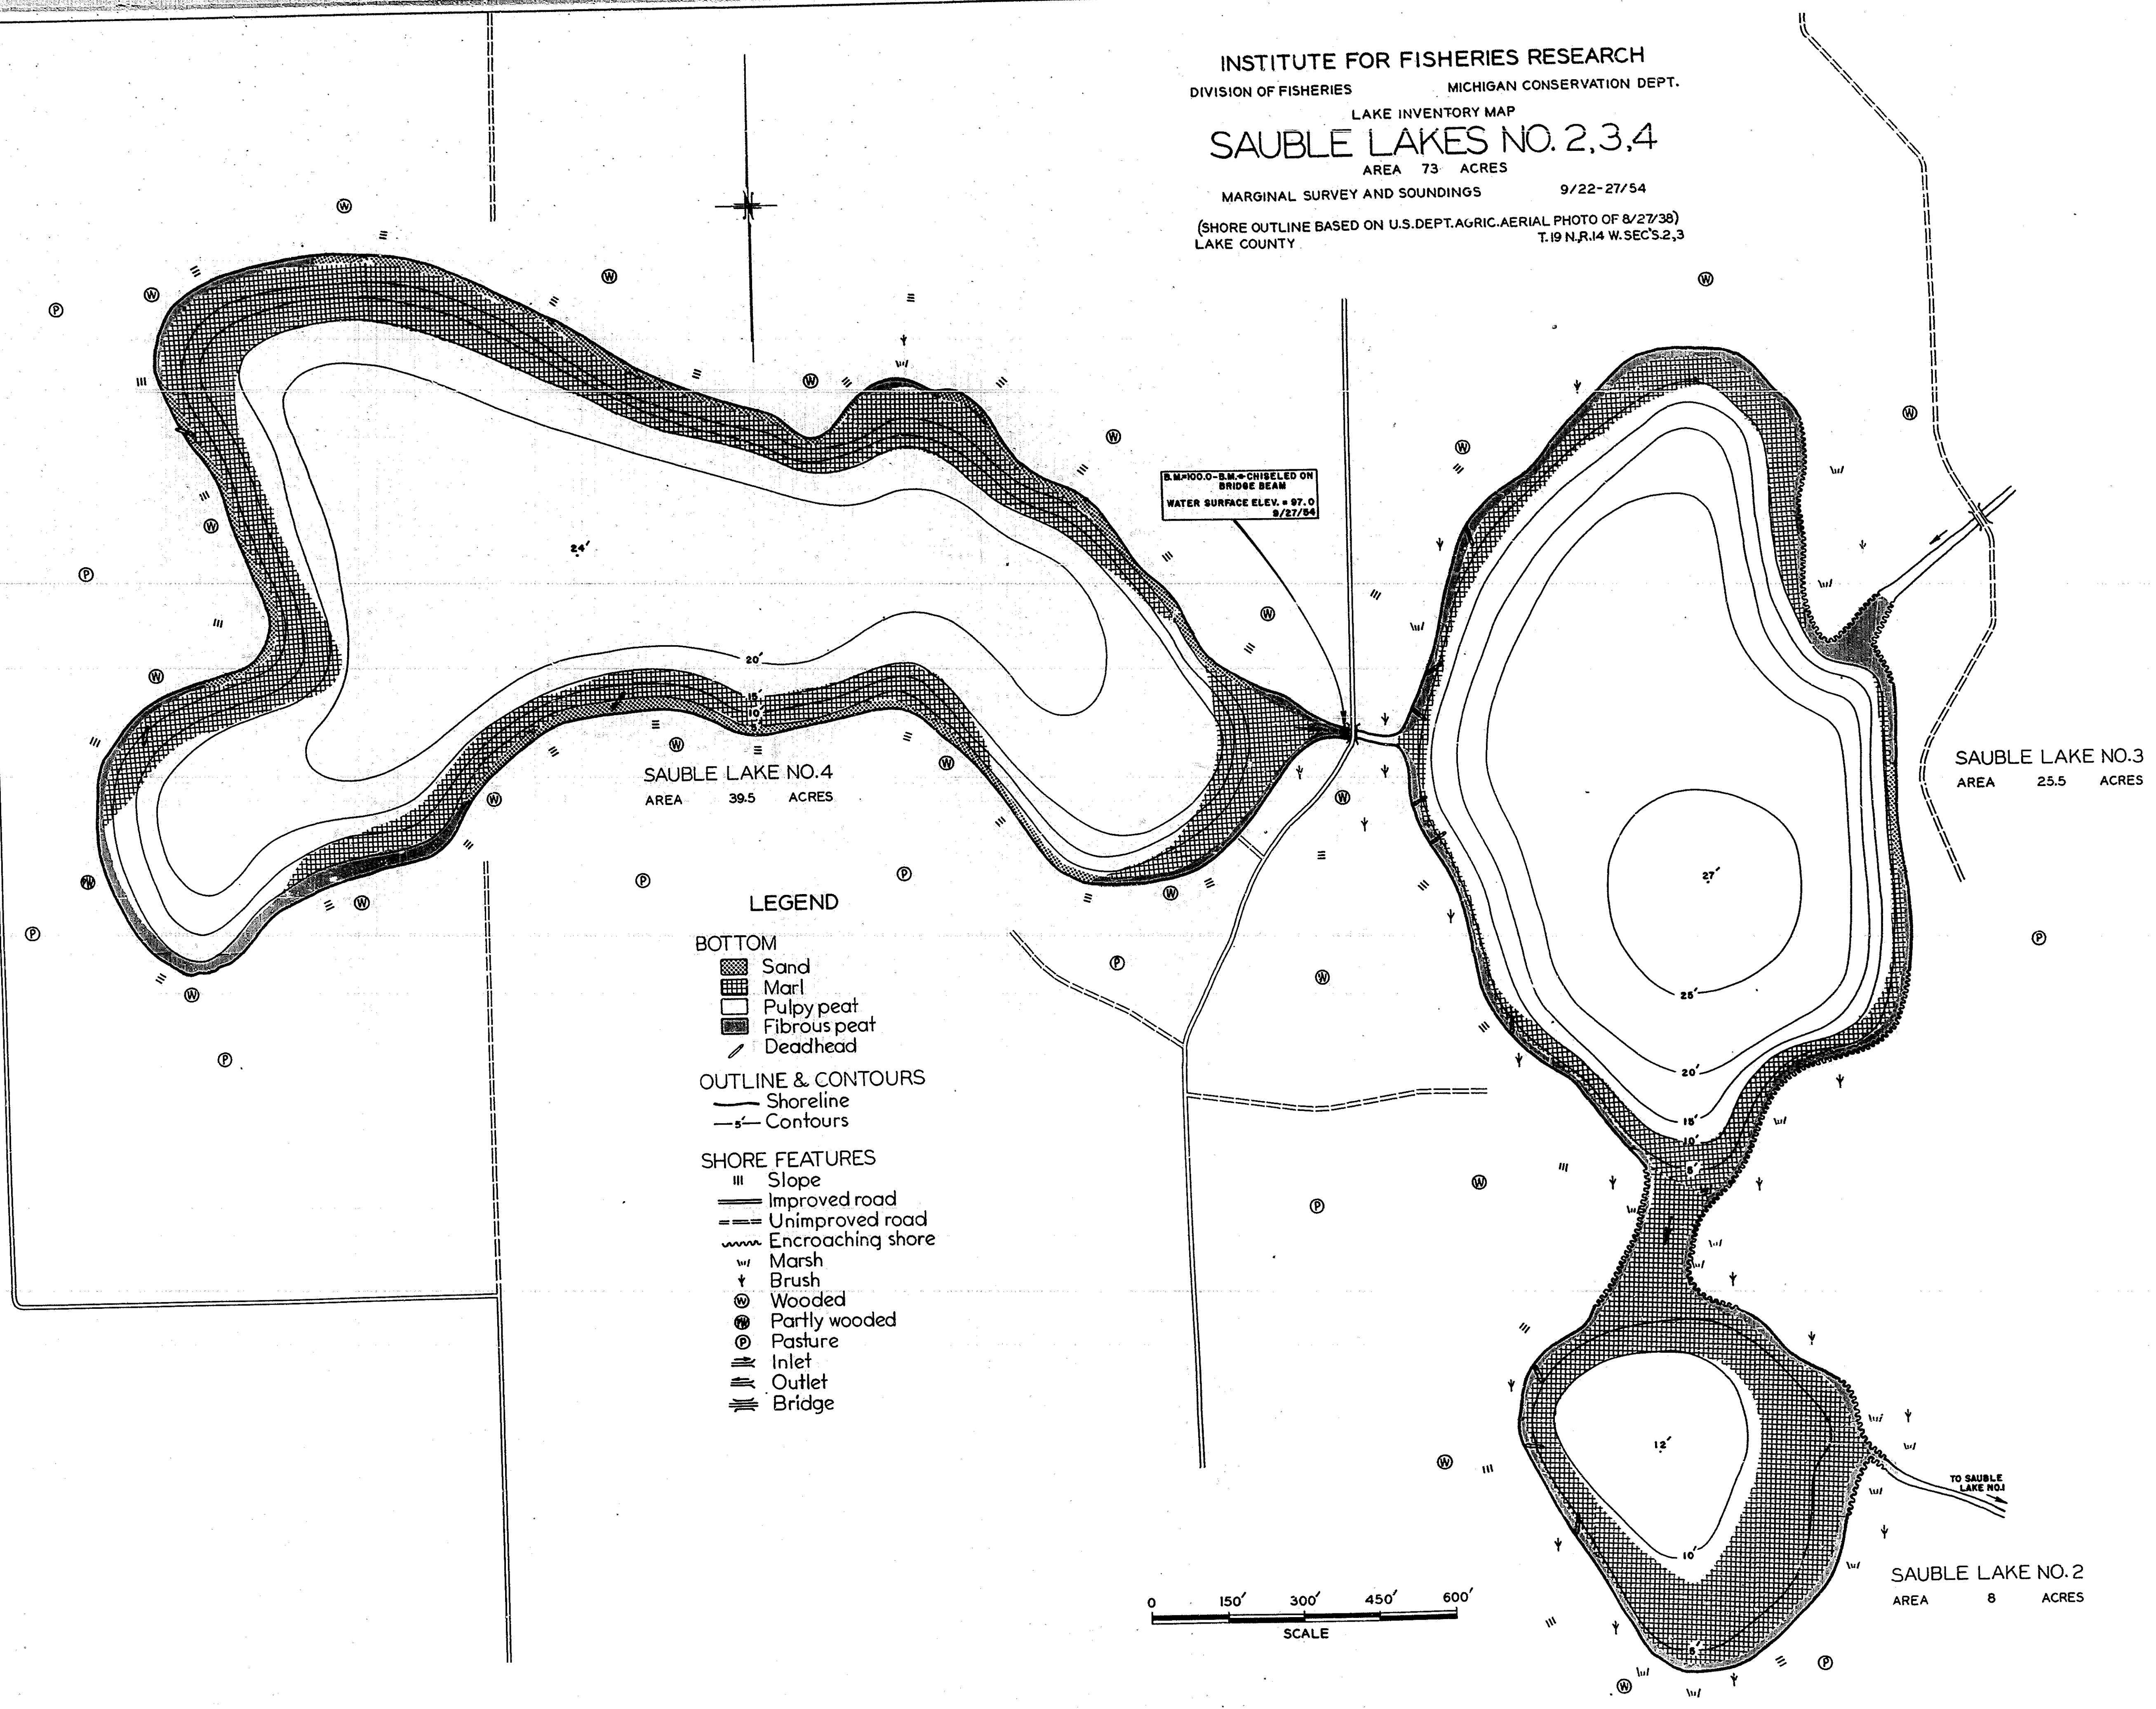 INSTITUTE FOR FISHERIES RESEARCH
DIVISION OF FISHERIES MICHIGAN CONSERVATION DEPT.
LAKE INVENTORY MAP
SAUBLE LAKES NO. 2,3,4
AREA 73 ACRES
MARGINAL SURVEY AND SOUNDINGS 9/22-27/54
(SHORE OUTLINE BASED ON U.S.DEPT.AGRIC.AERIAL PHOTO OF 8/27/38)
LAKE COUNTY T.19 N.,R.14 W. SEC'S.2,3
B.M.=100.0-B.M.+CHISELED ON
BRIDGE BEAM
WATER SURFACE ELEV. = 97.0
9/27/54
24'
20'
15'
10'
5'
SAUBLE LAKE NO.4
AREA 39.5 ACRES
SAUBLE LAKE NO.3
AREA 25.5 ACRES
27'
25'
20'
15'
10'
5'
LEGEND
BOTTOM
Sand
Marl
Pulpy peat
Fibrous peat
Deadhead
OUTLINE & CONTOURS
Shoreline
5' Contours
SHORE FEATURES
Slope
Improved road
Unimproved road
Encroaching shore
Marsh
Brush
W Wooded
PW Partly wooded
P Pasture
Inlet
Outlet
Bridge
12'
10'
5'
TO SAUBLE
LAKE NO.1
SAUBLE LAKE NO.2
AREA 8 ACRES
0 150' 300' 450' 600'
SCALE